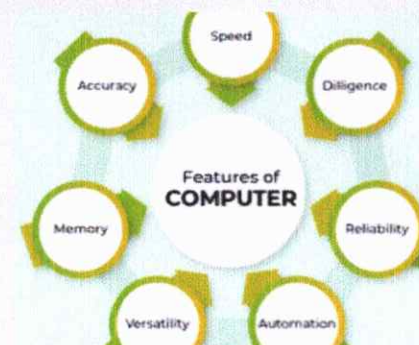 Speed
Accuracy
Dilligence
Features of
COMPUTER
Memory
Reliability
Versatility
Automation